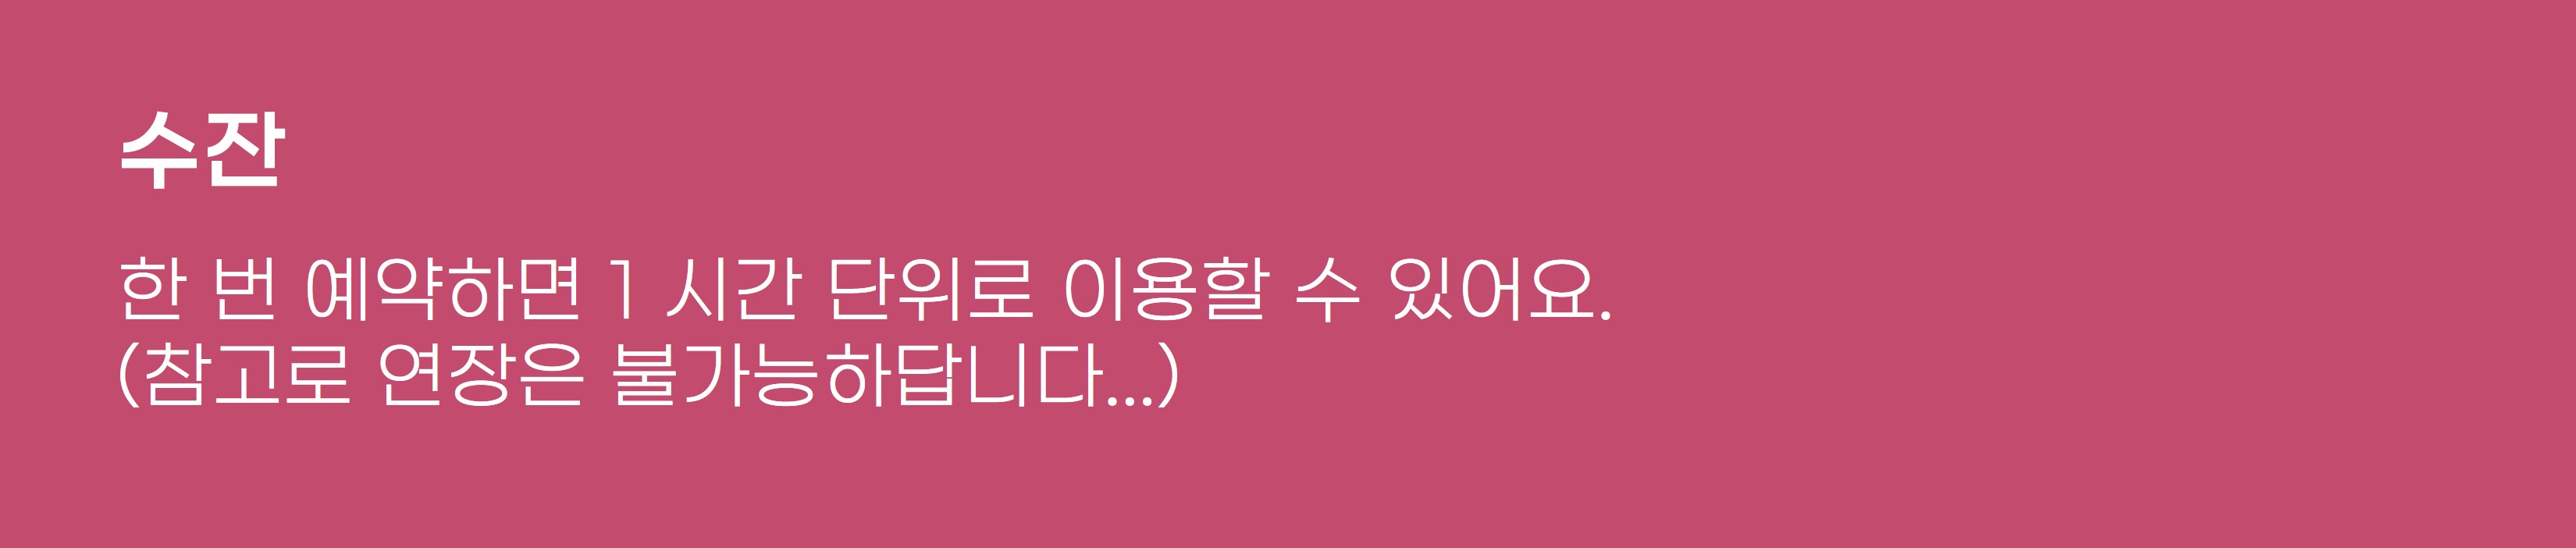 수잔
한 번 예약하면 1 시간 단위로 이용할 수 있어요.
(참고로 연장은 불가능하답니다...)